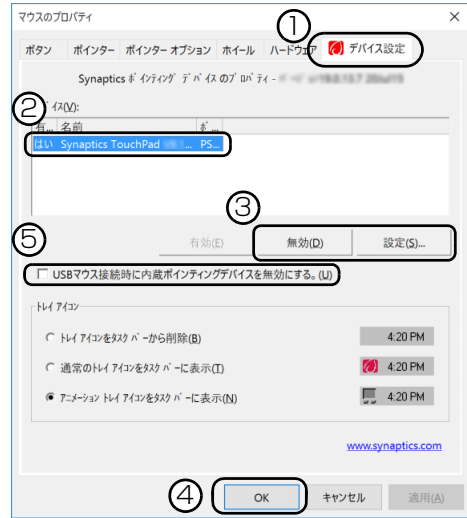 マウスのプロパティ
①
ボタン ポインター ポインター オプション ホイール ハードウェア デバイス設定
Synaptics ポインティング デバイスのプロパティ -
②
デバイス(V):
有... 名前 ポ...
はい Synaptics TouchPad ... PS...
③
有効(E) 無効(D) 設定(S)...
⑤
USBマウス接続時に内蔵ポインティングデバイスを無効にする。(U)
トレイ アイコン
トレイ アイコンをタスク バーから削除(B) 4:20 PM
通常のトレイ アイコンをタスク バーに表示(T) 4:20 PM
アニメーション トレイ アイコンをタスク バーに表示(N) 4:20 PM
www.synaptics.com
④
OK キャンセル 適用(A)